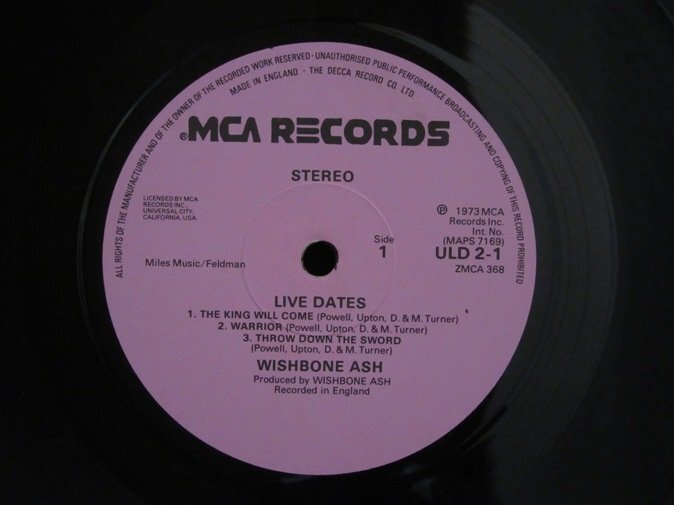 ALL RIGHTS OF THE MANUFACTURER AND OF THE OWNER OF THE RECORDED WORK RESERVED · UNAUTHORISED PUBLIC PERFORMANCE BROADCASTING AND COPYING OF THIS RECORD PROHIBITED
MADE IN ENGLAND · THE DECCA RECORD CO. LTD.
®MCA RECORDS
STEREO
LICENSED BY MCA
RECORDS INC.,
UNIVERSAL CITY,
CALIFORNIA, USA
℗ 1973 MCA
Records Inc.
Int. No.
(MAPS 7169)
ULD 2-1
ZMCA 368
Side
1
Miles Music/Feldman
LIVE DATES
1. THE KING WILL COME (Powell, Upton, D. & M. Turner)
2. WARRIOR (Powell, Upton, D. & M. Turner)
3. THROW DOWN THE SWORD
(Powell, Upton, D. & M. Turner)
WISHBONE ASH
Produced by WISHBONE ASH
Recorded in England